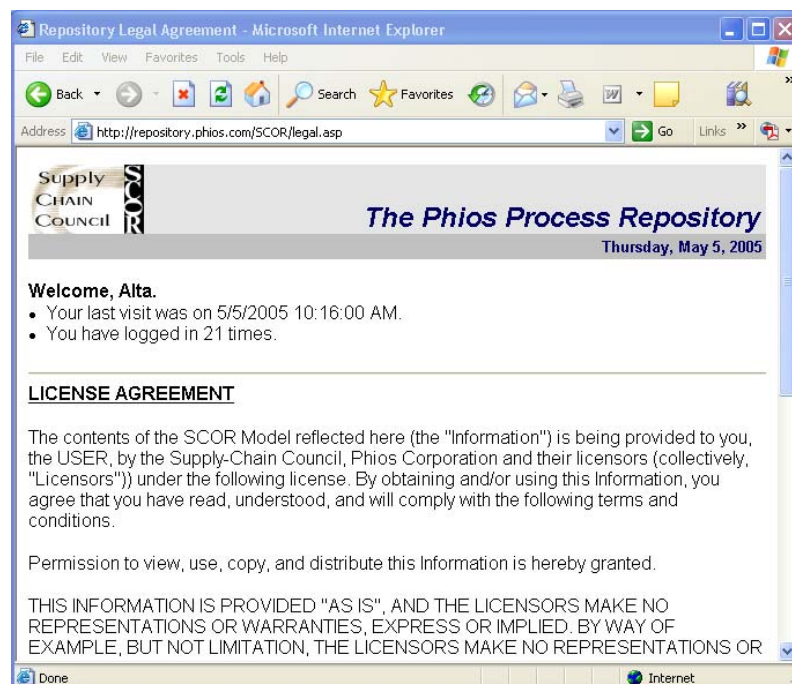 Repository Legal Agreement - Microsoft Internet Explorer
File Edit View Favorites Tools Help
Back Search Favorites
Address http://repository.phios.com/SCOR/legal.asp Go Links »
Supply
Chain
Council
SCOR
The Phios Process Repository
Thursday, May 5, 2005
Welcome, Alta.
• Your last visit was on 5/5/2005 10:16:00 AM.
• You have logged in 21 times.
LICENSE AGREEMENT
The contents of the SCOR Model reflected here (the "Information") is being provided to you,
the USER, by the Supply-Chain Council, Phios Corporation and their licensors (collectively,
"Licensors")) under the following license. By obtaining and/or using this Information, you
agree that you have read, understood, and will comply with the following terms and
conditions.
Permission to view, use, copy, and distribute this Information is hereby granted.
THIS INFORMATION IS PROVIDED "AS IS", AND THE LICENSORS MAKE NO
REPRESENTATIONS OR WARRANTIES, EXPRESS OR IMPLIED. BY WAY OF
EXAMPLE, BUT NOT LIMITATION, THE LICENSORS MAKE NO REPRESENTATIONS OR
Done Internet